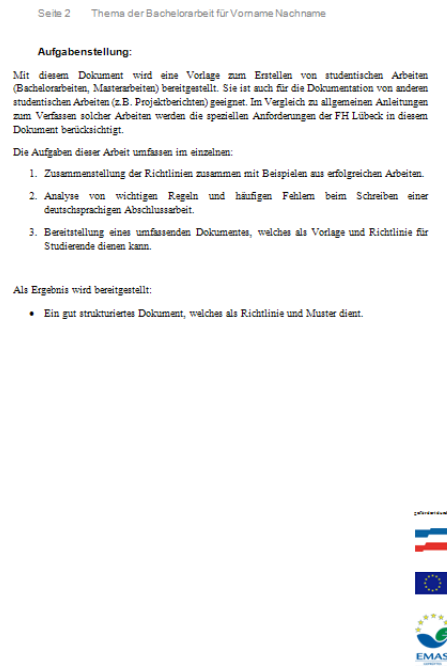 Seite 2 Thema der Bachelorarbeit für Vorname Nachname
Aufgabenstellung:
Mit diesem Dokument wird eine Vorlage zum Erstellen von studentischen Arbeiten
(Bachelorarbeiten, Masterarbeiten) bereitgestellt. Sie ist auch für die Dokumentation von anderen
studentischen Arbeiten (z.B. Projektberichten) geeignet. Im Vergleich zu allgemeinen Anleitungen
zum Verfassen solcher Arbeiten werden die speziellen Anforderungen der FH Lübeck in diesem
Dokument berücksichtigt.
Die Aufgaben dieser Arbeit umfassen im einzelnen:
1. Zusammenstellung der Richtlinien zusammen mit Beispielen aus erfolgreichen Arbeiten.
2. Analyse von wichtigen Regeln und häufigen Fehlern beim Schreiben einer
deutschsprachigen Abschlussarbeit.
3. Bereitstellung eines umfassenden Dokumentes, welches als Vorlage und Richtlinie für
Studierende dienen kann.
Als Ergebnis wird bereitgestellt:
• Ein gut strukturiertes Dokument, welches als Richtlinie und Muster dient.
EMAS